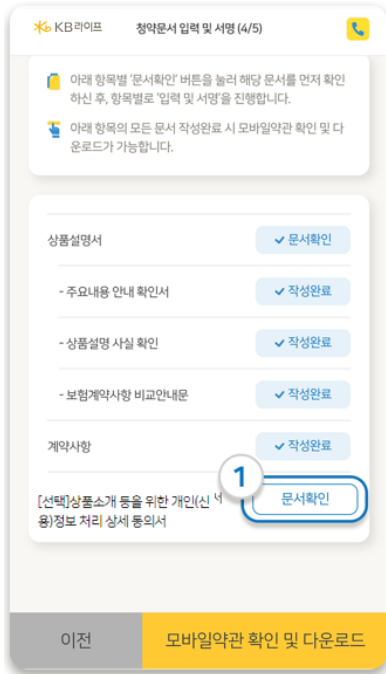 KB라이프
청약문서 입력 및 서명 (4/5)
아래 항목별 '문서확인' 버튼을 눌러 해당 문서를 먼저 확인
하신 후, 항목별로 '입력 및 서명'을 진행합니다.
아래 항목의 모든 문서 작성완료 시 모바일약관 확인 및 다
운로드가 가능합니다.
상품설명서
문서확인
- 주요내용 안내 확인서
작성완료
- 상품설명 사실 확인
작성완료
- 보험계약사항 비교안내문
작성완료
계약사항
작성완료
1
[선택]상품소개 등을 위한 개인(신
용)정보 처리 상세 동의서
문서확인
이전
모바일약관 확인 및 다운로드